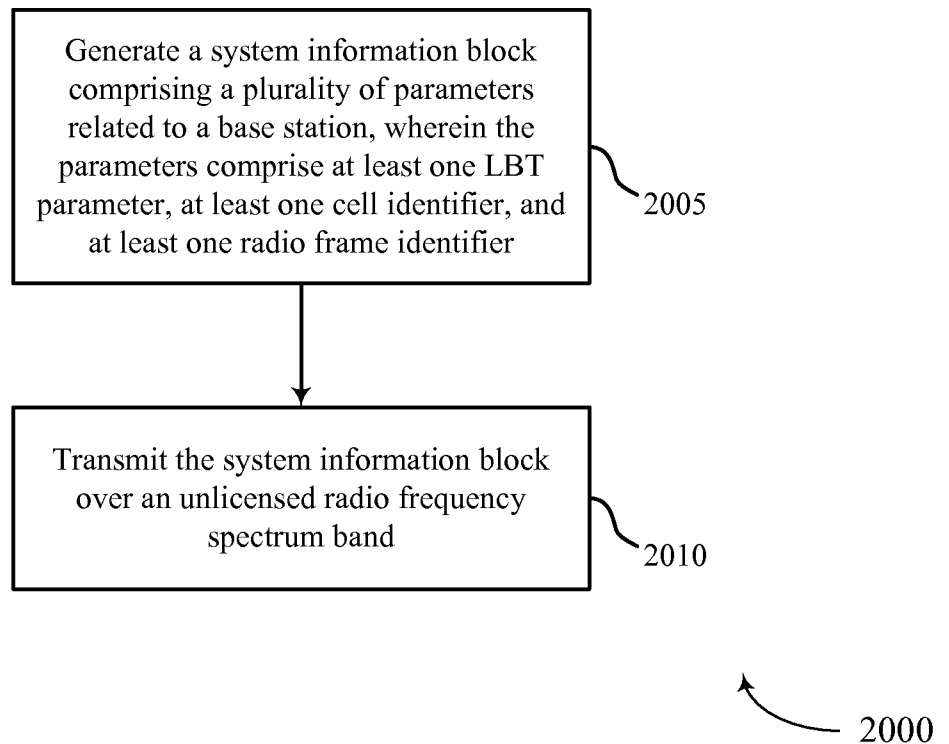 Generate a system information block
comprising a plurality of parameters
related to a base station, wherein the
parameters comprise at least one LBT
parameter, at least one cell identifier, and
at least one radio frame identifier
2005
Transmit the system information block
over an unlicensed radio frequency
spectrum band
2010
2000